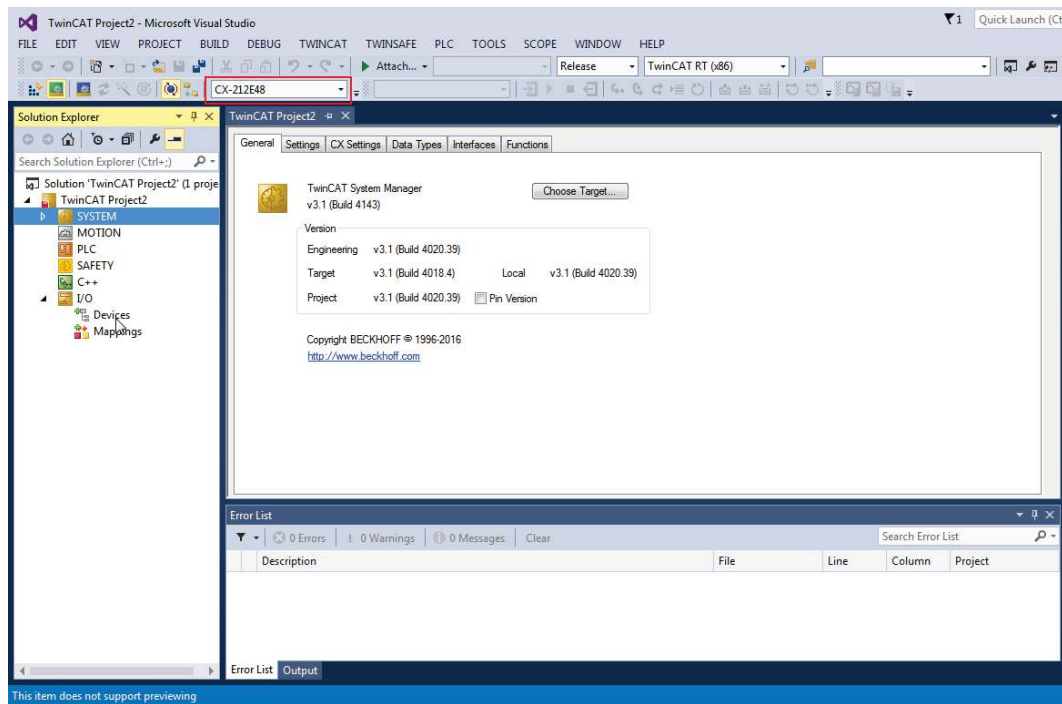 TwinCAT Project2 - Microsoft Visual Studio
1 Quick Launch (Ct
FILE EDIT VIEW PROJECT BUILD DEBUG TWINCAT TWINSAFE PLC TOOLS SCOPE WINDOW HELP
Attach... Release TwinCAT RT (x86)
CX-212E48
Solution Explorer
TwinCAT Project2
Search Solution Explorer (Ctrl+;)
Solution 'TwinCAT Project2' (1 proje
TwinCAT Project2
SYSTEM
MOTION
PLC
SAFETY
C++
I/O
Devices
Mappings
General Settings CX Settings Data Types Interfaces Functions
TwinCAT System Manager
v3.1 (Build 4143)
Choose Target...
Version
Engineering v3.1 (Build 4020.39)
Target v3.1 (Build 4018.4) Local v3.1 (Build 4020.39)
Project v3.1 (Build 4020.39) Pin Version
Copyright BECKHOFF © 1996-2016
http://www.beckhoff.com
Error List
0 Errors 0 Warnings 0 Messages Clear Search Error List
Description File Line Column Project
Error List Output
This item does not support previewing